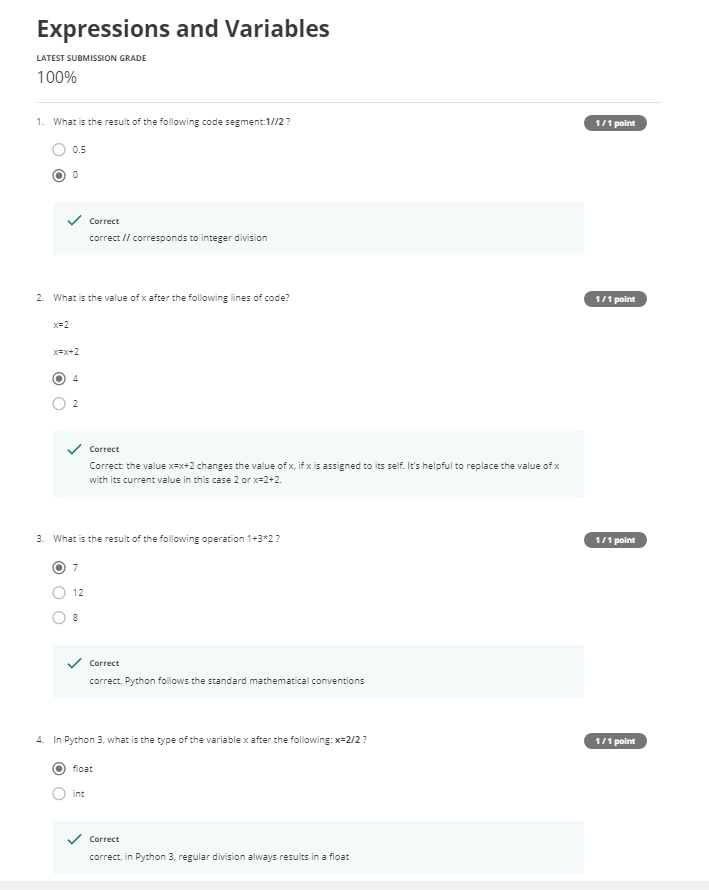 Expressions and Variables
LATEST SUBMISSION GRADE
100%
1. What is the result of the following code segment:1//2 ?
1 / 1 point
0.5
0
Correct
correct // corresponds to integer division
2. What is the value of x after the following lines of code?
1 / 1 point
x=2
x=x+2
4
2
Correct
Correct: the value x=x+2 changes the value of x, if x is assigned to its self. It's helpful to replace the value of x
with its current value in this case 2 or x=2+2.
3. What is the result of the following operation 1+3*2 ?
1 / 1 point
7
12
8
Correct
correct, Python follows the standard mathematical conventions
4. In Python 3, what is the type of the variable x after the following: x=2/2 ?
1 / 1 point
float
int
Correct
correct, in Python 3, regular division always results in a float